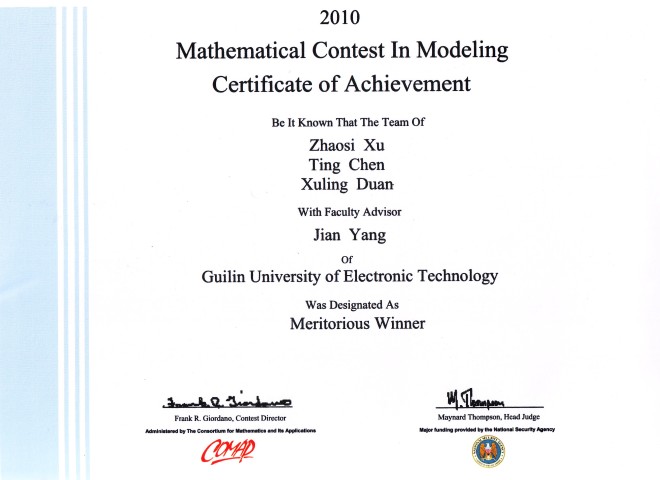 2010
Mathematical Contest In Modeling
Certificate of Achievement
Be It Known That The Team Of
Zhaosi Xu
Ting Chen
Xuling Duan
With Faculty Advisor
Jian Yang
Of
Guilin University of Electronic Technology
Was Designated As
Meritorious Winner
Frank R. Giordano
M. Thompson
Frank R. Giordano, Contest Director
Maynard Thompson, Head Judge
Administered by The Consortium for Mathematics and Its Applications
Major funding provided by the National Security Agency
COMAP